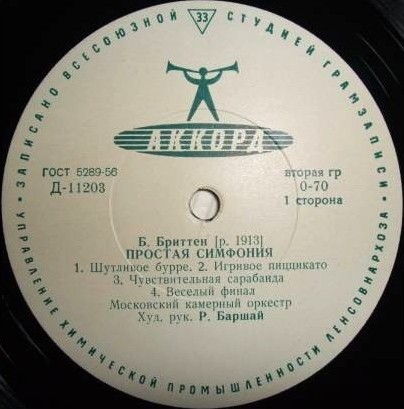 ЗАПИСАНО ВСЕСОЮЗНОЙ СТУДИЕЙ ГРАМЗАПИСИ
33
АККОРД
ГОСТ 5289-56
Д-11203
вторая гр
0-70
1 сторона
Б. Бриттен [р. 1913]
ПРОСТАЯ СИМФОНИЯ
1. Шутливое бурре, 2. Игривое пиццикато
3. Чувствительная сарабанда
4. Веселый финал
Московский камерный оркестр
Худ. рук. Р. Баршай
УПРАВЛЕНИЕ ХИМИЧЕСКОЙ ПРОМЫШЛЕННОСТИ ЛЕНСОВНАРХОЗА